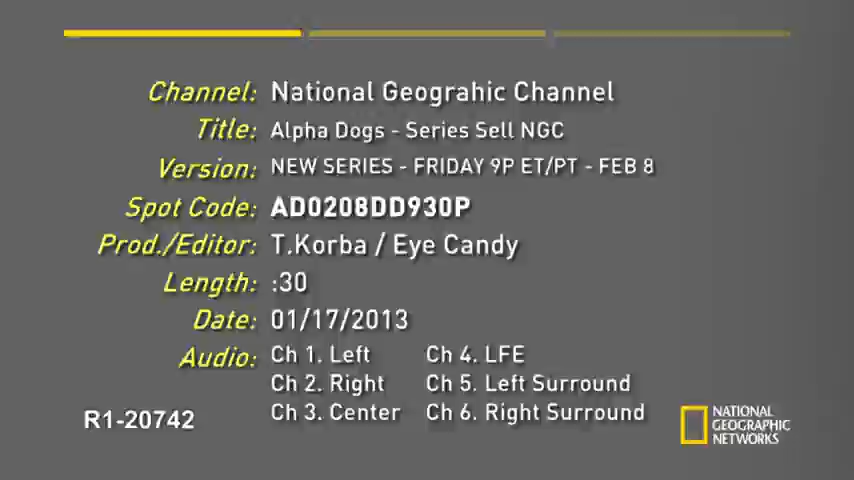 Channel: National Geograhic Channel
Title: Alpha Dogs - Series Sell NGC
Version: NEW SERIES - FRIDAY 9P ET/PT - FEB 8
Spot Code: AD0208DD930P
Prod./Editor: T.Korba / Eye Candy
Length: :30
Date: 01/17/2013
Audio: Ch 1. Left Ch 4. LFE
Ch 2. Right Ch 5. Left Surround
Ch 3. Center Ch 6. Right Surround
R1-20742
NATIONAL
GEOGRAPHIC
NETWORKS